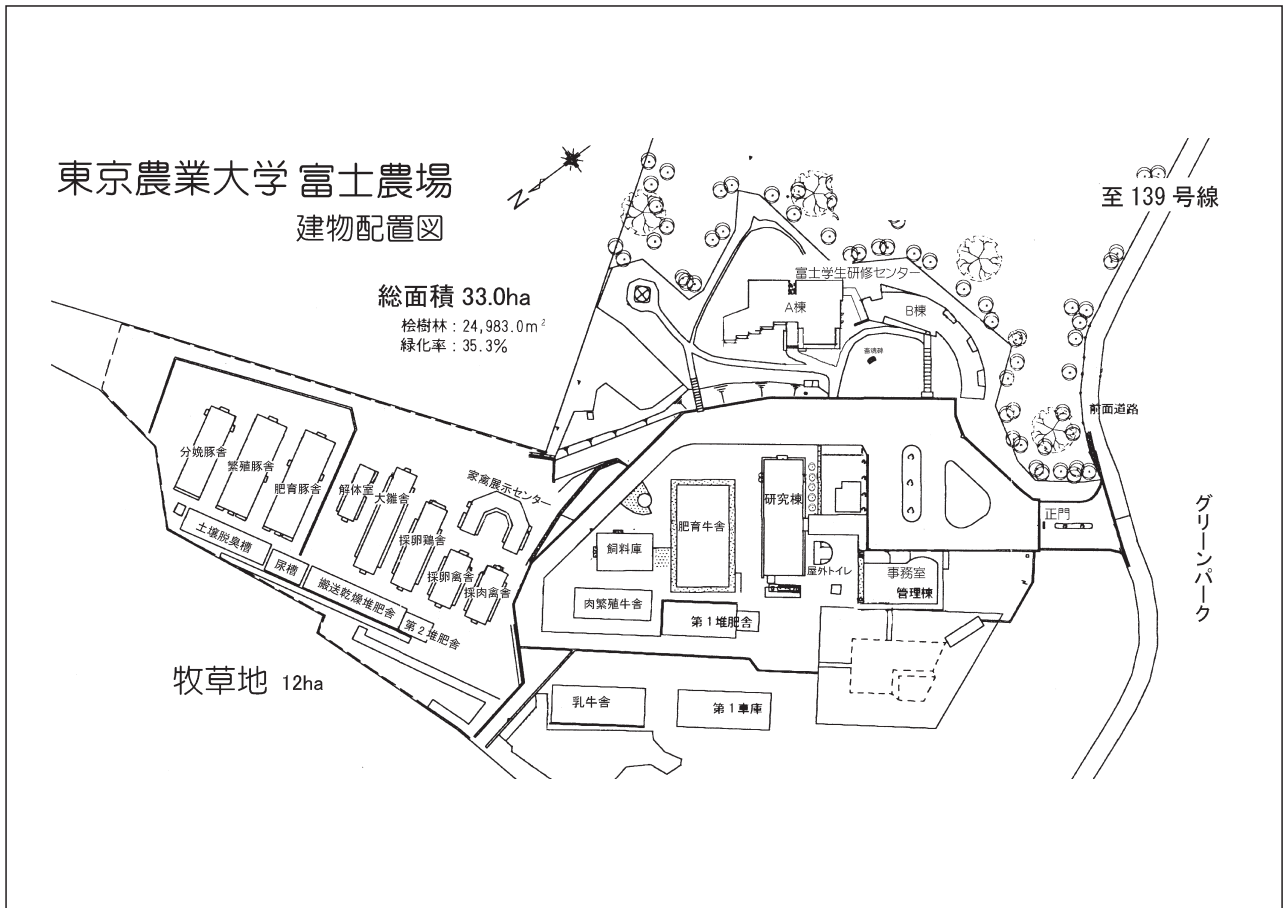 東京農業大学 富士農場
建物配置図
N
至 139 号線
総面積 33.0ha
桧樹林 : 24,983.0m²
緑化率 : 35.3%
富士学生研修センター
A棟
B棟
前面道路
グリーンパーク
正門
分娩豚舎
繁殖豚舎
肥育豚舎
解体室
大雛舎
採卵鶏舎
家禽展示センター
採卵禽舎
採肉禽舎
土壌脱臭槽
尿槽
搬送乾燥堆肥舎
第2堆肥舎
飼料庫
肥育牛舎
研究棟
屋外トイレ
事務室
管理棟
肉繁殖牛舎
第1堆肥舎
牧草地 12ha
乳牛舎
第1車庫